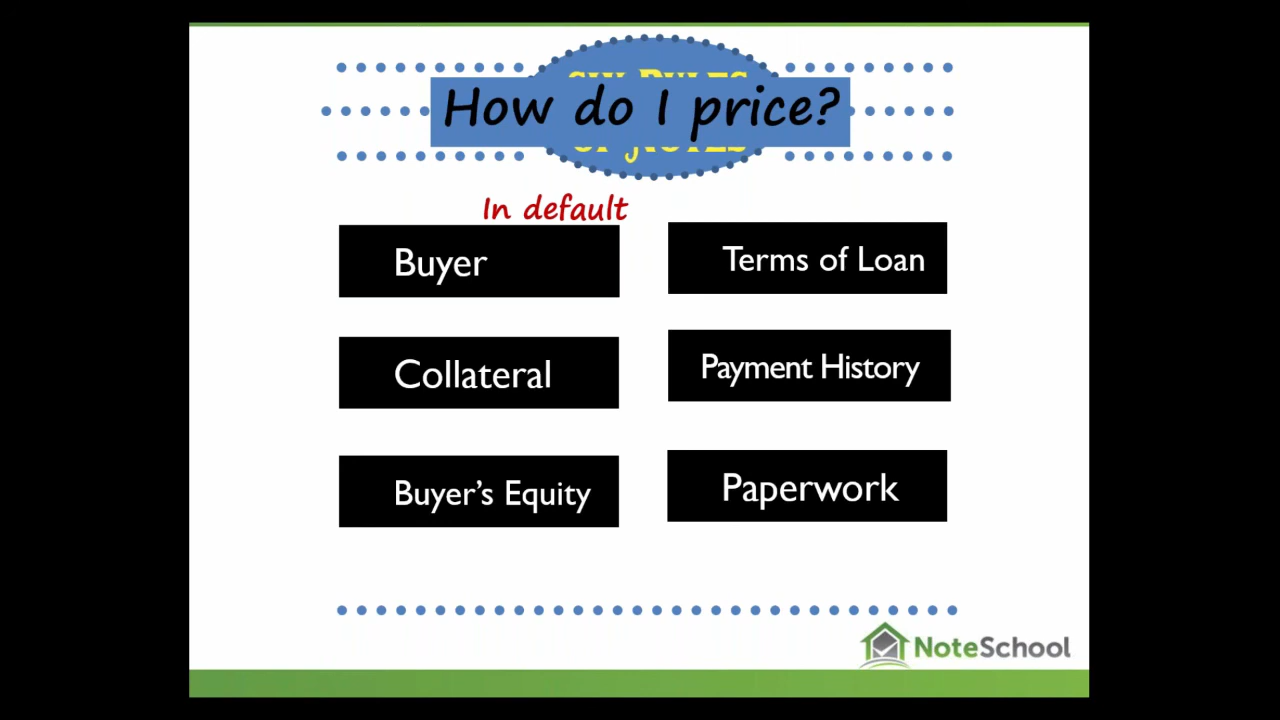 How do I price?
In default
Buyer
Terms of Loan
Collateral
Payment History
Buyer's Equity
Paperwork
NoteSchool